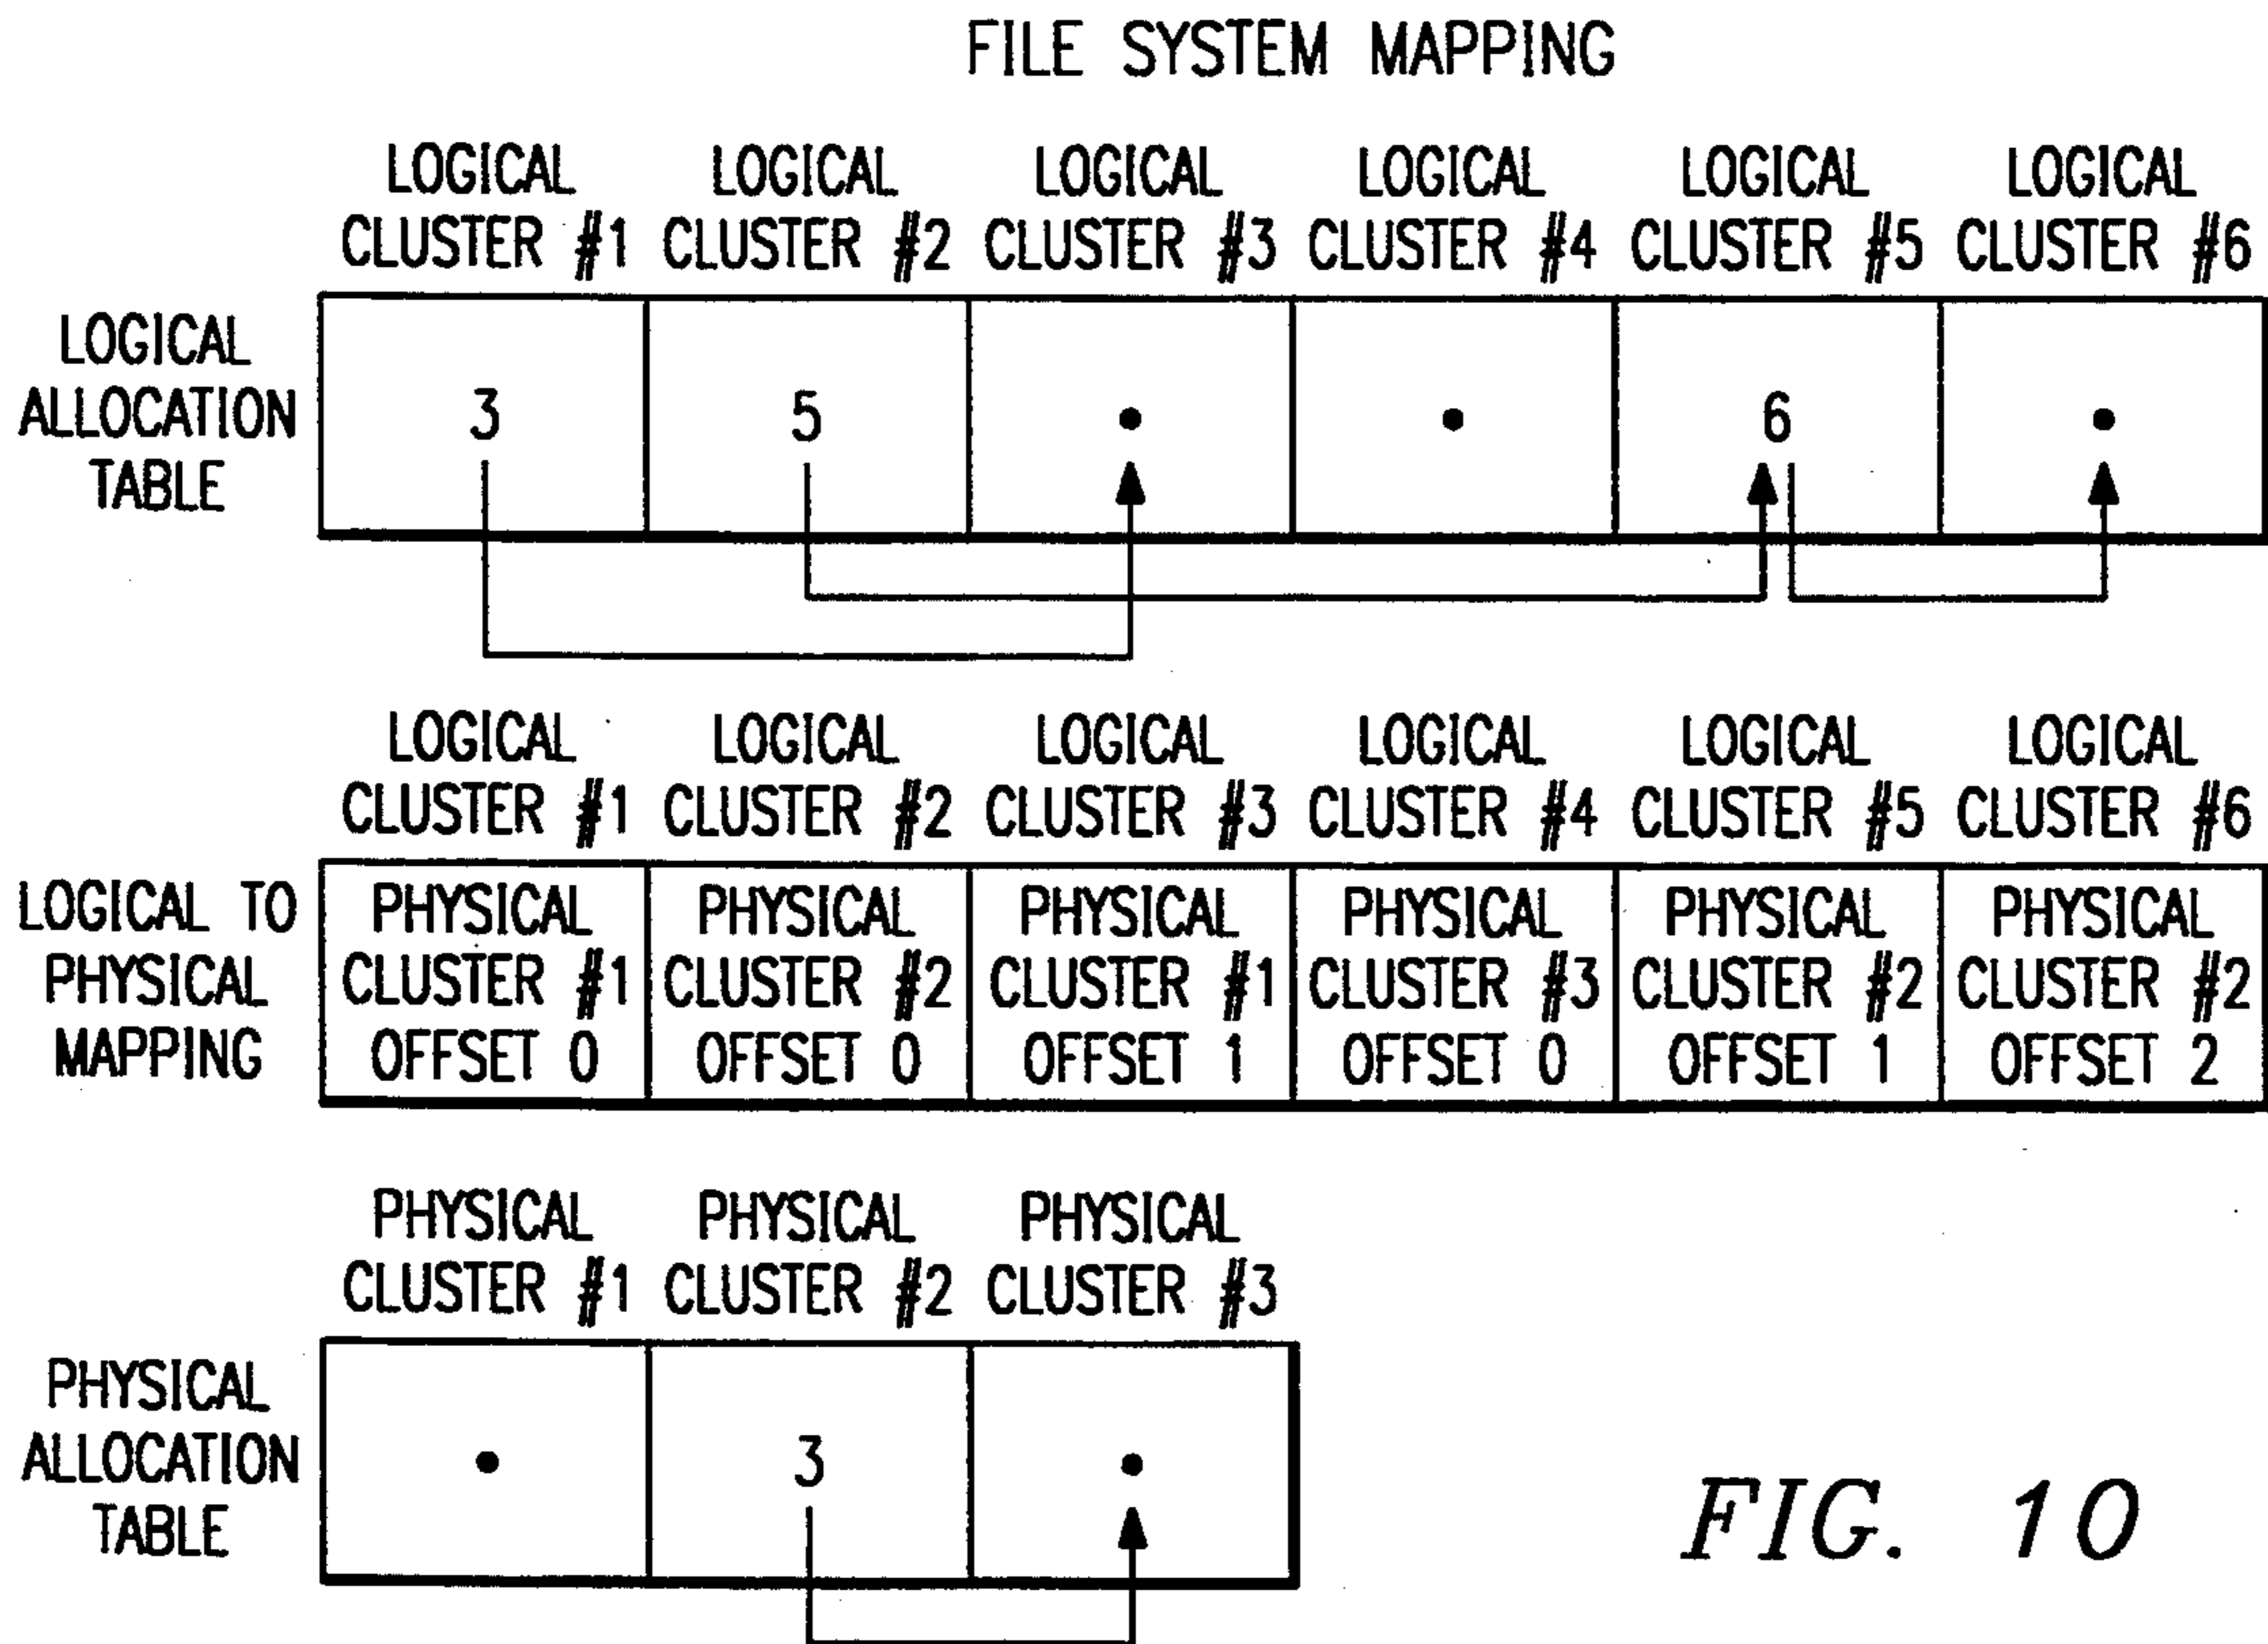 FILE SYSTEM MAPPING
LOGICAL LOGICAL LOGICAL LOGICAL LOGICAL LOGICAL
CLUSTER #1 CLUSTER #2 CLUSTER #3 CLUSTER #4 CLUSTER #5 CLUSTER #6
LOGICAL
ALLOCATION
TABLE
3 5 • • 6 •
LOGICAL LOGICAL LOGICAL LOGICAL LOGICAL LOGICAL
CLUSTER #1 CLUSTER #2 CLUSTER #3 CLUSTER #4 CLUSTER #5 CLUSTER #6
LOGICAL TO
PHYSICAL
MAPPING
PHYSICAL PHYSICAL PHYSICAL PHYSICAL PHYSICAL PHYSICAL
CLUSTER #1 CLUSTER #2 CLUSTER #1 CLUSTER #3 CLUSTER #2 CLUSTER #2
OFFSET 0 OFFSET 0 OFFSET 1 OFFSET 0 OFFSET 1 OFFSET 2
PHYSICAL PHYSICAL PHYSICAL
CLUSTER #1 CLUSTER #2 CLUSTER #3
PHYSICAL
ALLOCATION
TABLE
• 3 •
FIG. 10